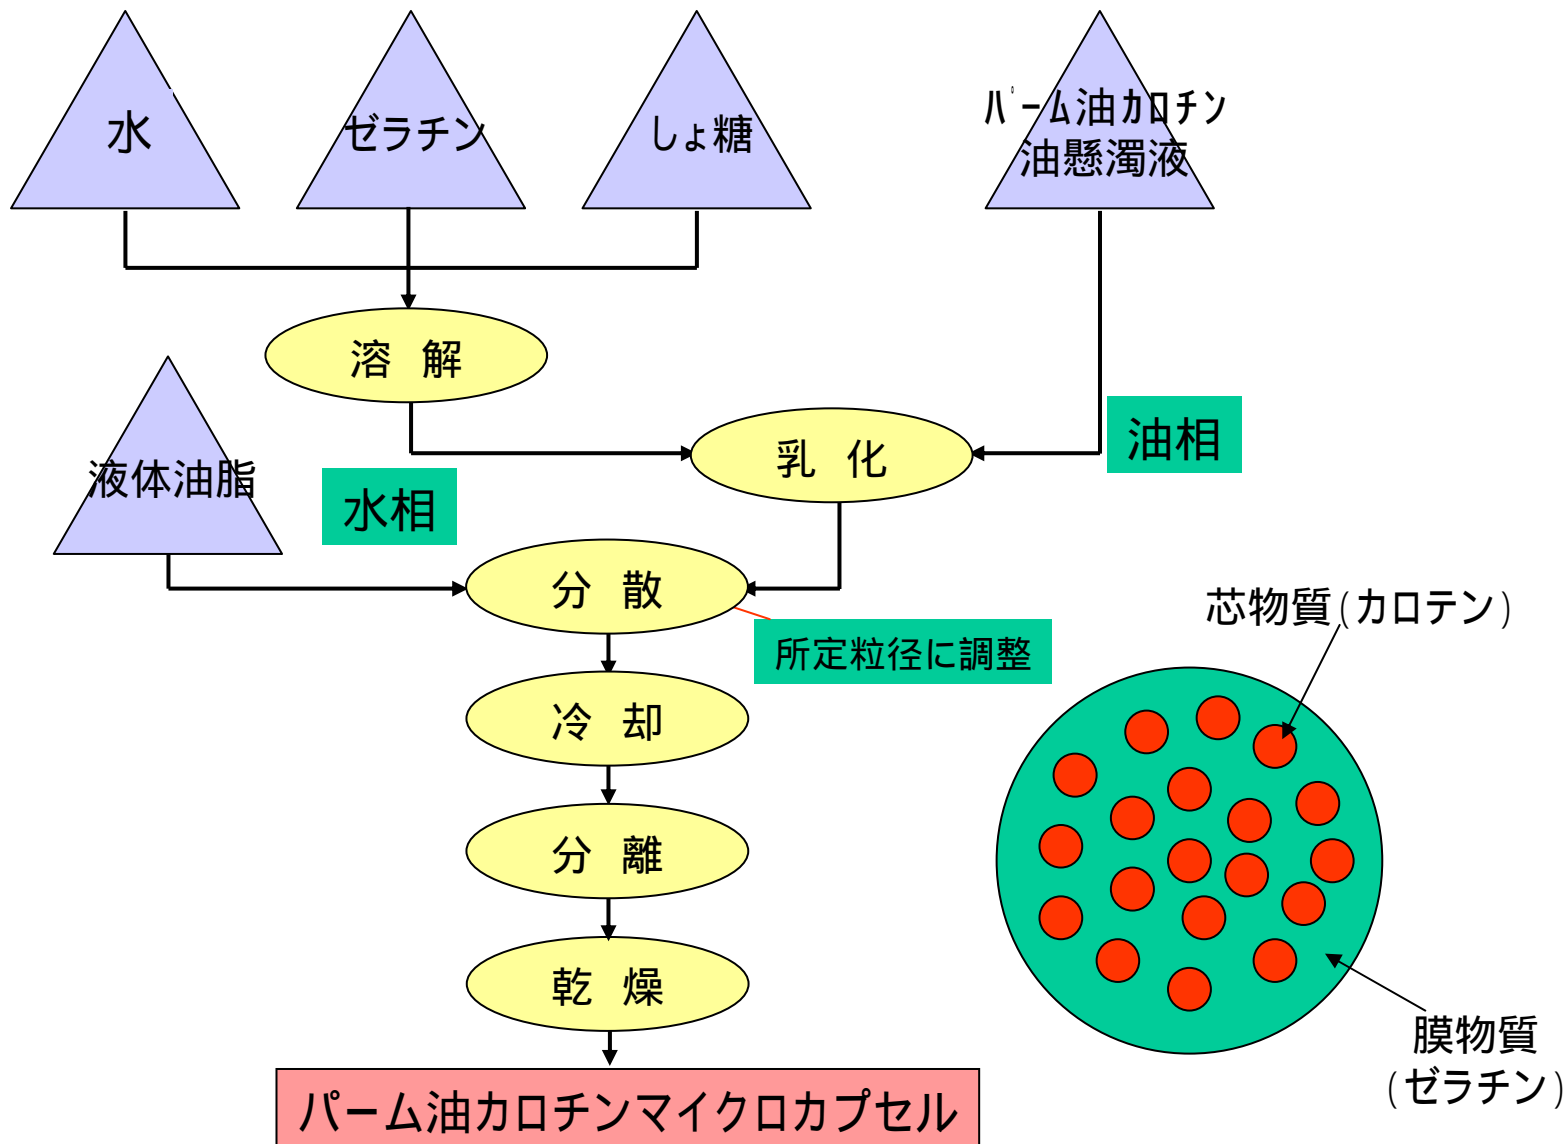 水
ゼラチン
しょ糖
パーム油カロチン
油懸濁液
溶 解
液体油脂
乳 化
油相
水相
分 散
所定粒径に調整
冷 却
分 離
乾 燥
パーム油カロチンマイクロカプセル
芯物質(カロテン)
膜物質
(ゼラチン)